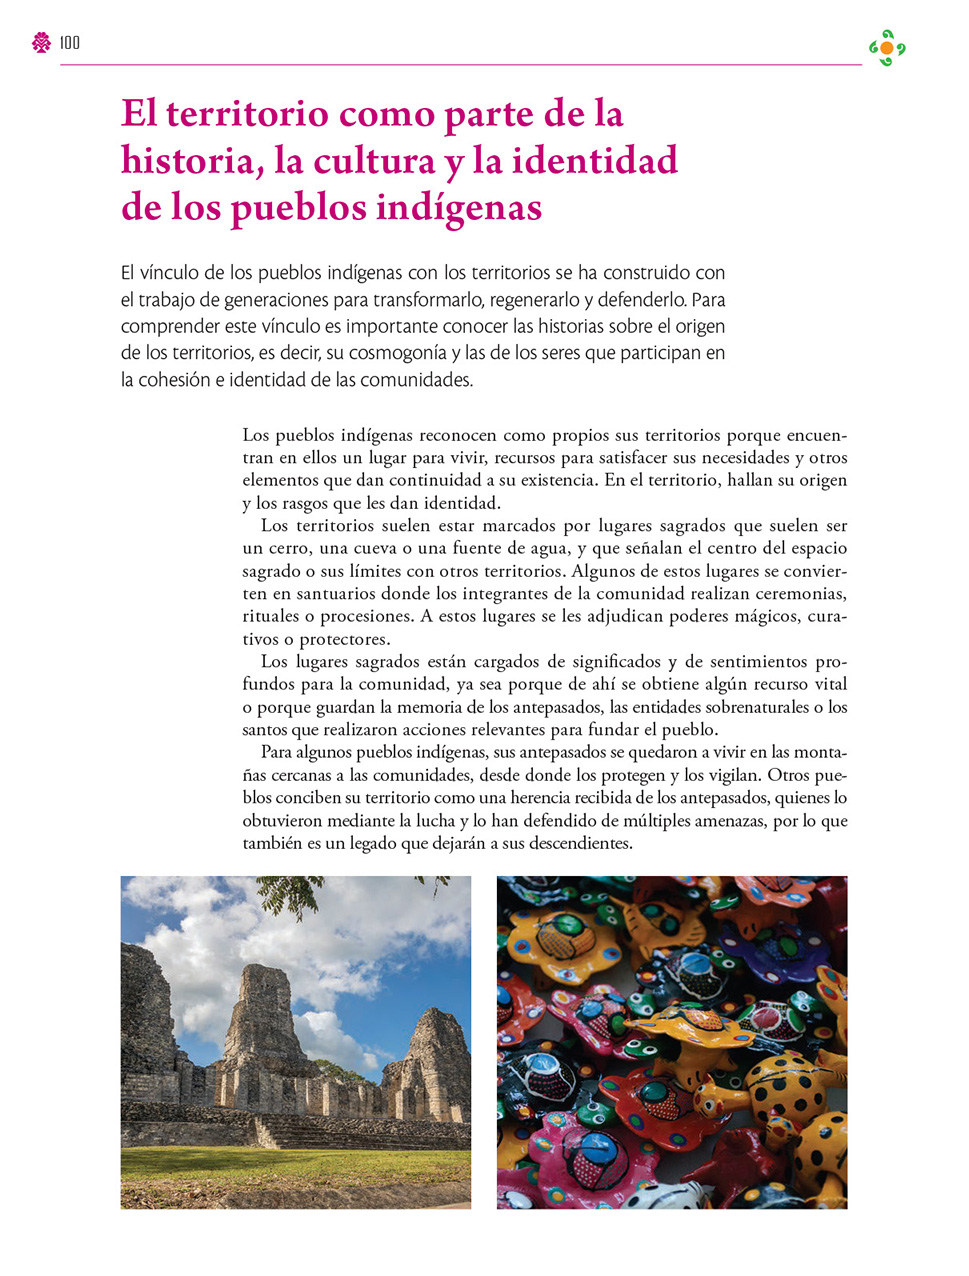 100
El territorio como parte de la
historia, la cultura y la identidad
de los pueblos indígenas
El vínculo de los pueblos indígenas con los territorios se ha construido con
el trabajo de generaciones para transformarlo, regenerarlo y defenderlo. Para
comprender este vínculo es importante conocer las historias sobre el origen
de los territorios, es decir, su cosmogonía y las de los seres que participan en
la cohesión e identidad de las comunidades.
Los pueblos indígenas reconocen como propios sus territorios porque encuen-
tran en ellos un lugar para vivir, recursos para satisfacer sus necesidades y otros
elementos que dan continuidad a su existencia. En el territorio, hallan su origen
y los rasgos que les dan identidad.
Los territorios suelen estar marcados por lugares sagrados que suelen ser
un cerro, una cueva o una fuente de agua, y que señalan el centro del espacio
sagrado o sus límites con otros territorios. Algunos de estos lugares se convier-
ten en santuarios donde los integrantes de la comunidad realizan ceremonias,
rituales o procesiones. A estos lugares se les adjudican poderes mágicos, cura-
tivos o protectores.
Los lugares sagrados están cargados de significados y de sentimientos pro-
fundos para la comunidad, ya sea porque de ahí se obtiene algún recurso vital
o porque guardan la memoria de los antepasados, las entidades sobrenaturales o los
santos que realizaron acciones relevantes para fundar el pueblo.
Para algunos pueblos indígenas, sus antepasados se quedaron a vivir en las monta-
ñas cercanas a las comunidades, desde donde los protegen y los vigilan. Otros pue-
blos conciben su territorio como una herencia recibida de los antepasados, quienes lo
obtuvieron mediante la lucha y lo han defendido de múltiples amenazas, por lo que
también es un legado que dejarán a sus descendientes.